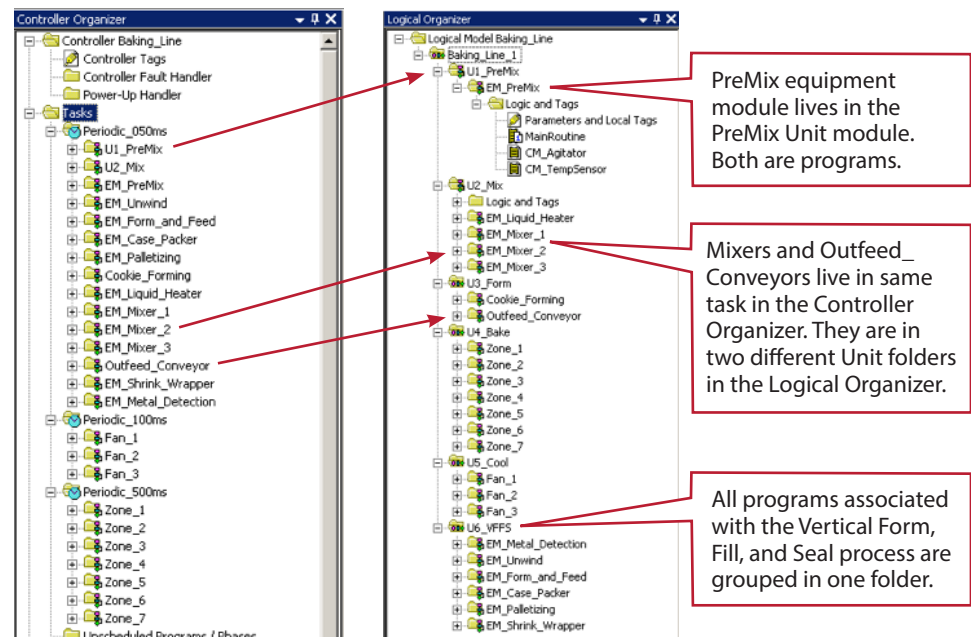 Controller Organizer
Controller Baking_Line
Controller Tags
Controller Fault Handler
Power-Up Handler
Tasks
Periodic_050ms
U1_PreMix
U2_Mix
EM_PreMix
EM_Unwind
EM_Form_and_Feed
EM_Case_Packer
EM_Palletizing
Cookie_Forming
EM_Liquid_Heater
EM_Mixer_1
EM_Mixer_2
EM_Mixer_3
Outfeed_Conveyor
EM_Shrink_Wrapper
EM_Metal_Detection
Periodic_100ms
Fan_1
Fan_2
Fan_3
Periodic_500ms
Zone_1
Zone_2
Zone_3
Zone_4
Zone_5
Zone_6
Zone_7
Unscheduled Programs / Phases
Logical Organizer
Logical Model Baking_Line
Baking_Line_1
U1_PreMix
EM_PreMix
Logic and Tags
Parameters and Local Tags
MainRoutine
CM_Agitator
CM_TempSensor
U2_Mix
Logic and Tags
EM_Liquid_Heater
EM_Mixer_1
EM_Mixer_2
EM_Mixer_3
U3_Form
Cookie_Forming
Outfeed_Conveyor
U4_Bake
Zone_1
Zone_2
Zone_3
Zone_4
Zone_5
Zone_6
Zone_7
U5_Cool
Fan_1
Fan_2
Fan_3
U6_VFFS
EM_Metal_Detection
EM_Unwind
EM_Form_and_Feed
EM_Case_Packer
EM_Palletizing
EM_Shrink_Wrapper
PreMix equipment
module lives in the
PreMix Unit module.
Both are programs.
Mixers and Outfeed_
Conveyors live in same
task in the Controller
Organizer. They are in
two different Unit folders
in the Logical Organizer.
All programs associated
with the Vertical Form,
Fill, and Seal process are
grouped in one folder.